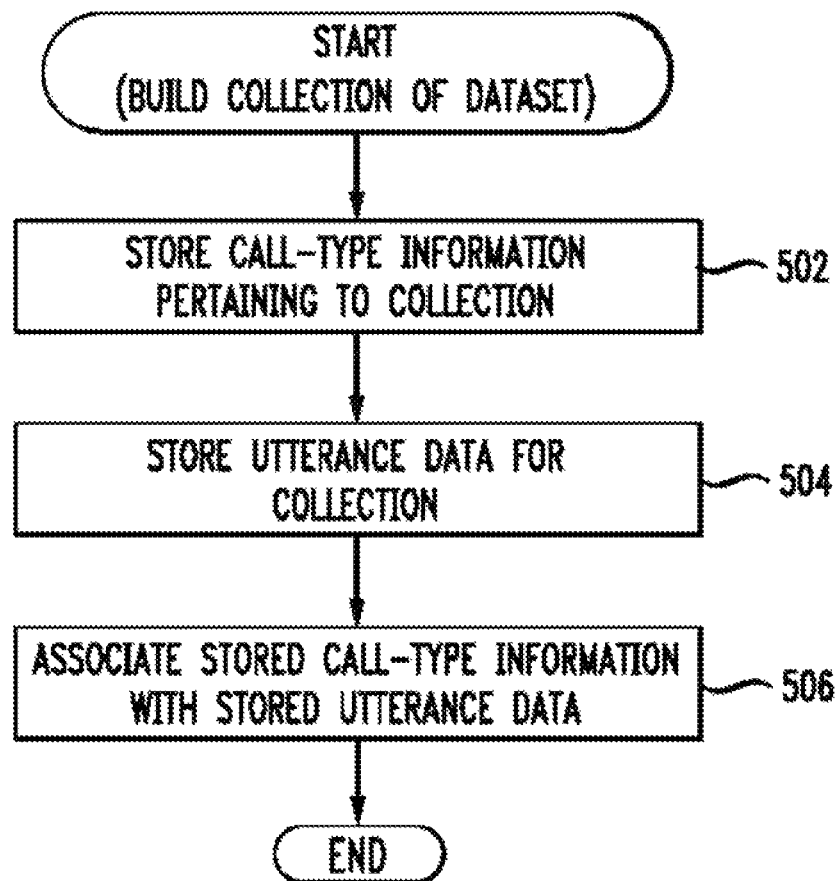 START
(BUILD COLLECTION OF DATASET)
STORE CALL-TYPE INFORMATION
PERTAINING TO COLLECTION
502
STORE UTTERANCE DATA FOR
COLLECTION
504
ASSOCIATE STORED CALL-TYPE INFORMATION
WITH STORED UTTERANCE DATA
506
END